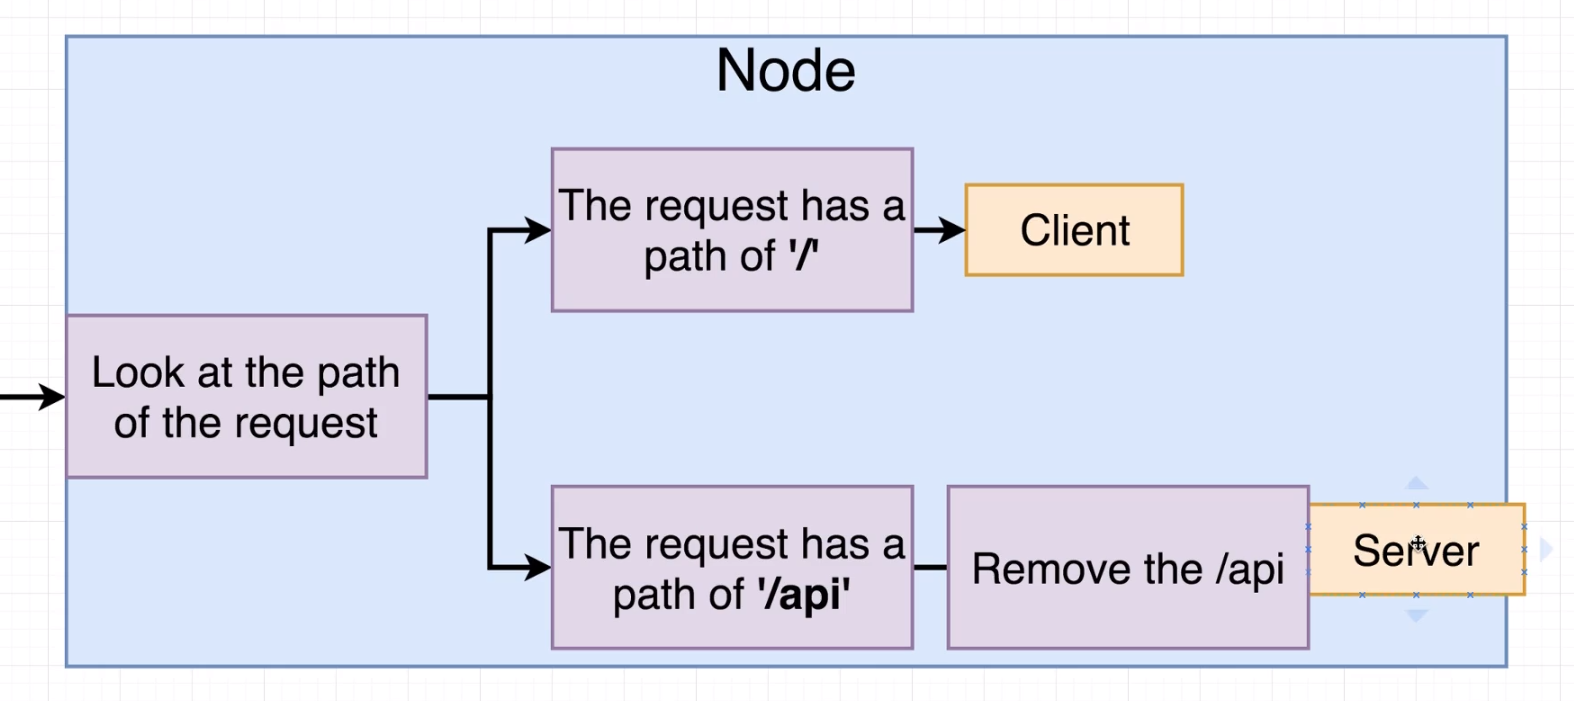 Node
The request has a
path of '/'
Client
Look at the path
of the request
The request has a
path of '/api'
Remove the /api
Server